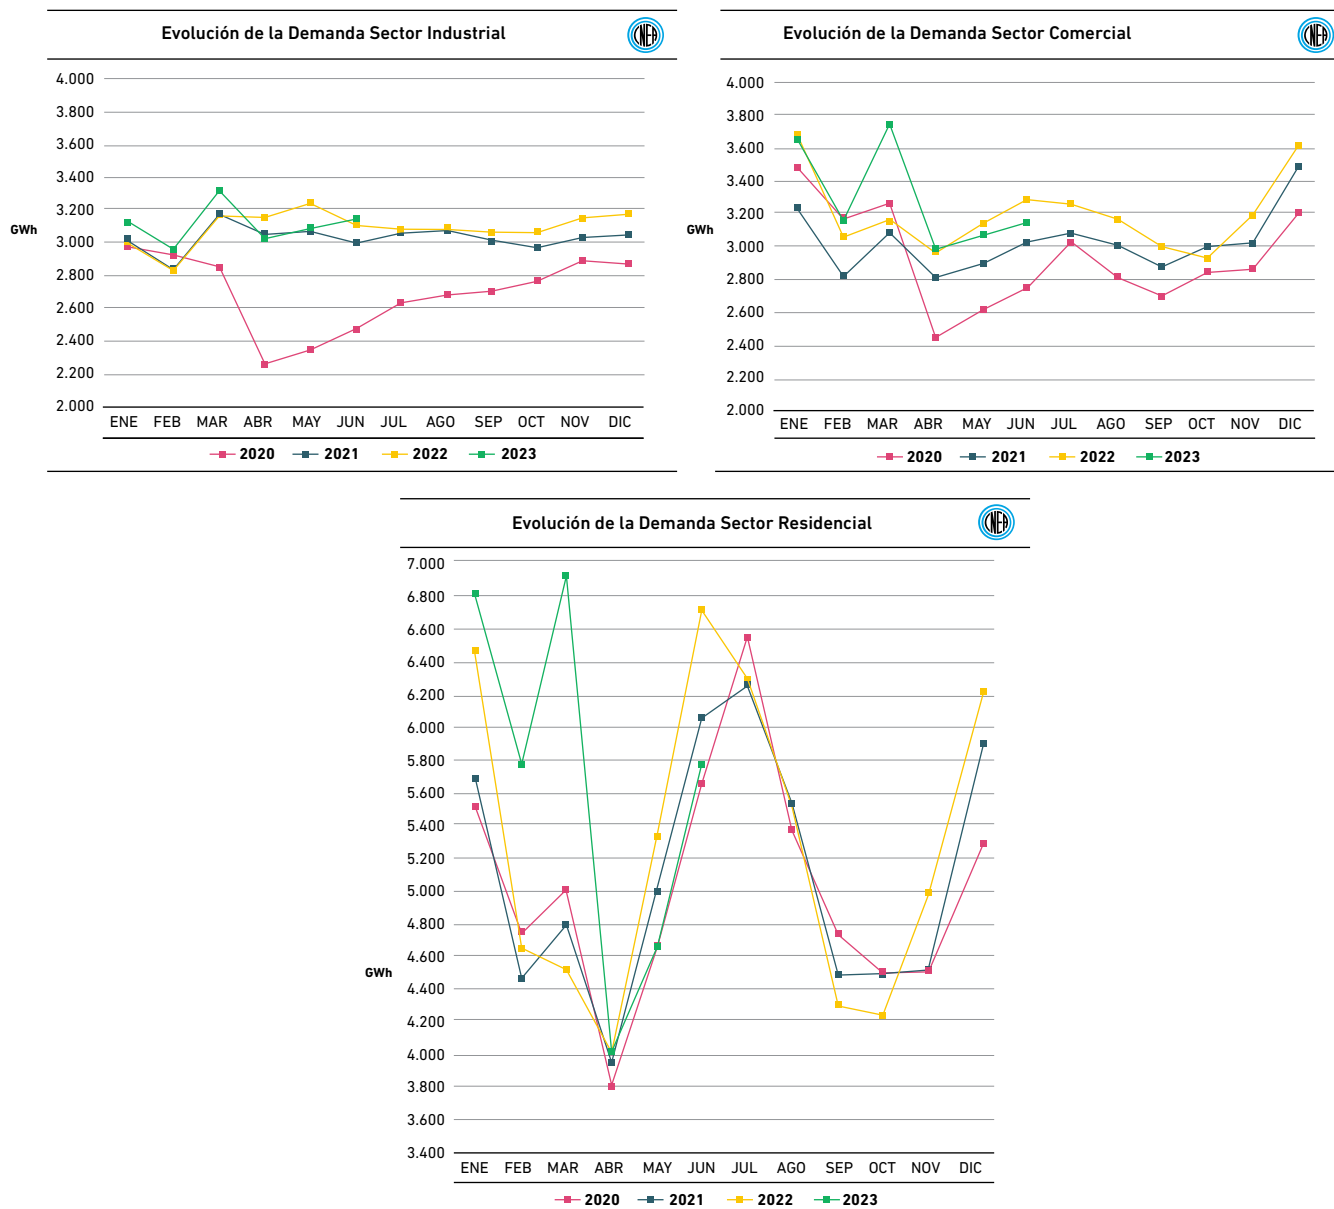 Evolución de la Demanda Sector Industrial
CNEA
4.000
3.800
3.600
3.400
3.200
GWh
3.000
2.800
2.600
2.400
2.200
2.000
ENE FEB MAR ABR MAY JUN JUL AGO SEP OCT NOV DIC
2020 2021 2022 2023
Evolución de la Demanda Sector Comercial
CNEA
4.000
3.800
3.600
3.400
3.200
GWh
3.000
2.800
2.600
2.400
2.200
2.000
ENE FEB MAR ABR MAY JUN JUL AGO SEP OCT NOV DIC
2020 2021 2022 2023
Evolución de la Demanda Sector Residencial
CNEA
7.000
6.800
6.600
6.400
6.200
6.000
5.800
5.600
5.400
5.200
5.000
4.800
4.600
GWh
4.400
4.200
4.000
3.800
3.600
3.400
ENE FEB MAR ABR MAY JUN JUL AGO SEP OCT NOV DIC
2020 2021 2022 2023